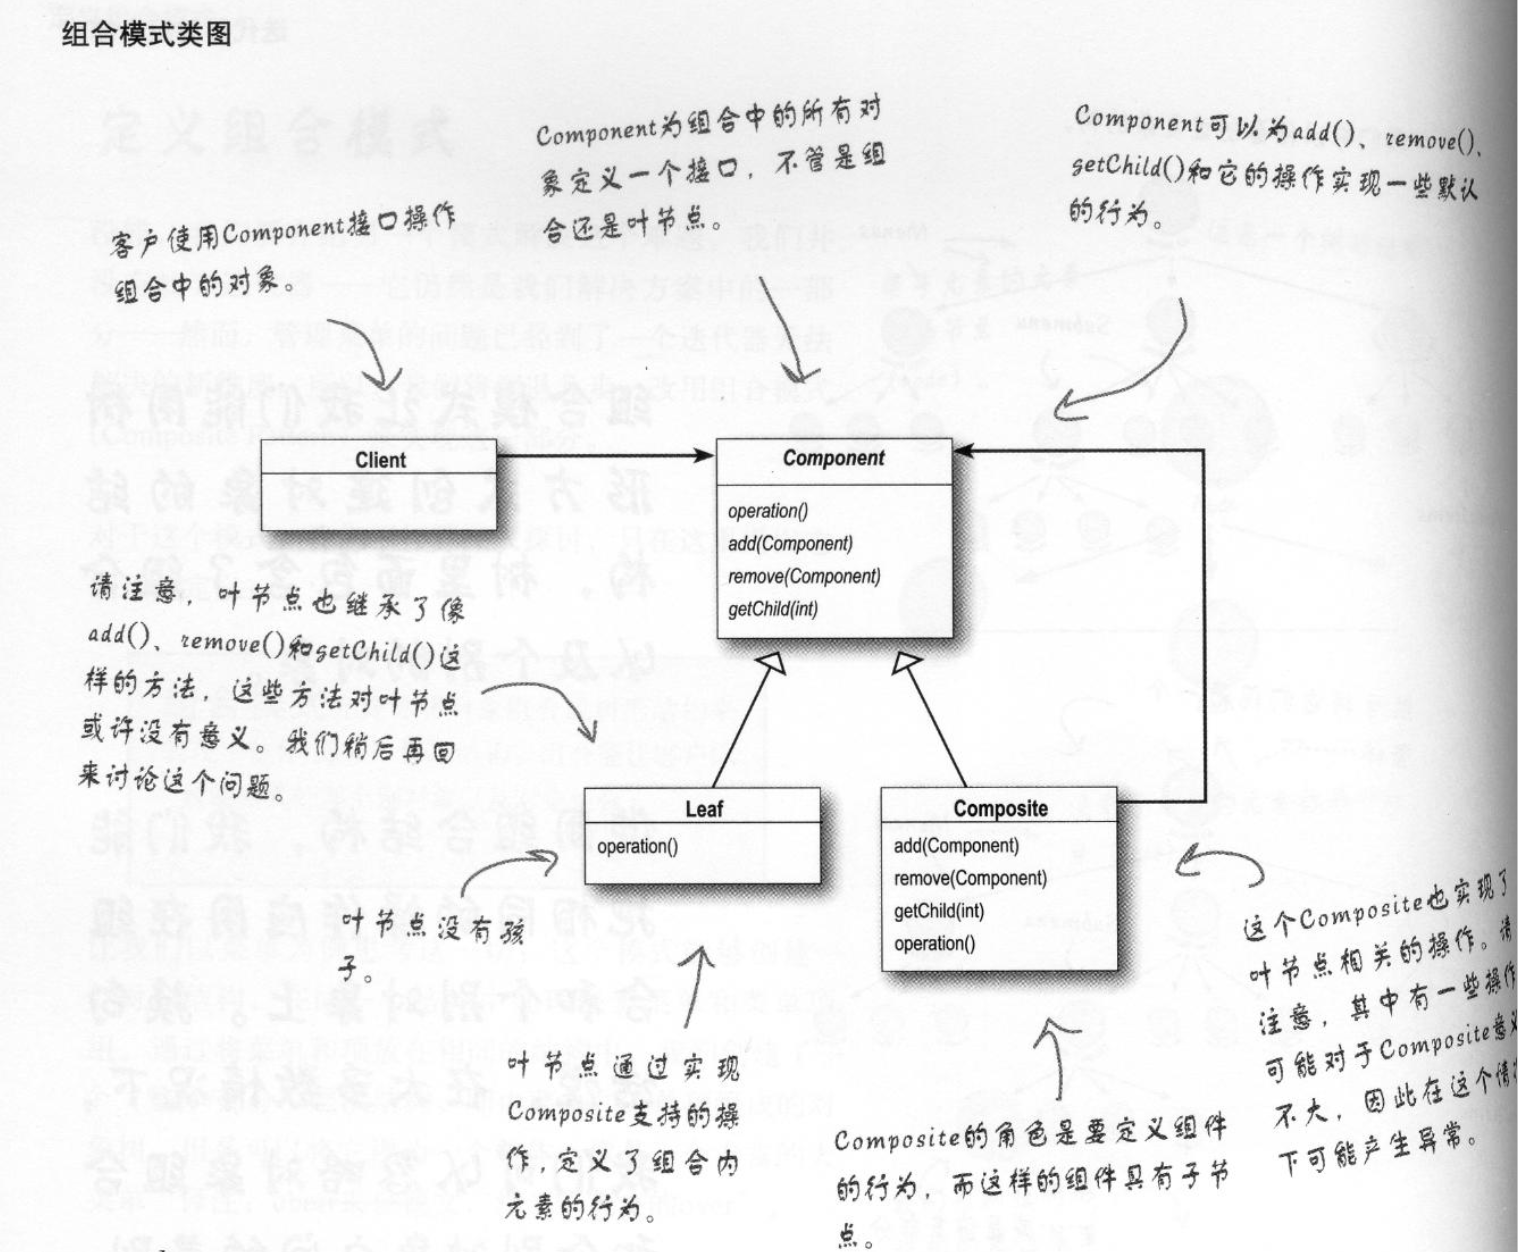 组合模式类图
Component为组合中的所有对
象定义一个接口，不管是组
合还是叶节点。
Component可以为add()、remove()、
getChild()和它的操作实现一些默认
的行为。
客户使用Component接口操作
组合中的对象。
Client
Component
operation()
add(Component)
remove(Component)
getChild(int)
请注意，叶节点也继承了像
add()、remove()和getChild()这
样的方法，这些方法对叶节点
或许没有意义。我们稍后再回
来讨论这个问题。
Leaf
operation()
Composite
add(Component)
remove(Component)
getChild(int)
operation()
叶节点没有孩
子。
这个Composite也实现了
叶节点相关的操作。请
注意，其中有一些操作
可能对于Composite意义
不大，因此在这个情况
下可能产生异常。
叶节点通过实现
Composite支持的操
作，定义了组合内
元素的行为。
Composite的角色是要定义组件
的行为，而这样的组件具有子节
点。